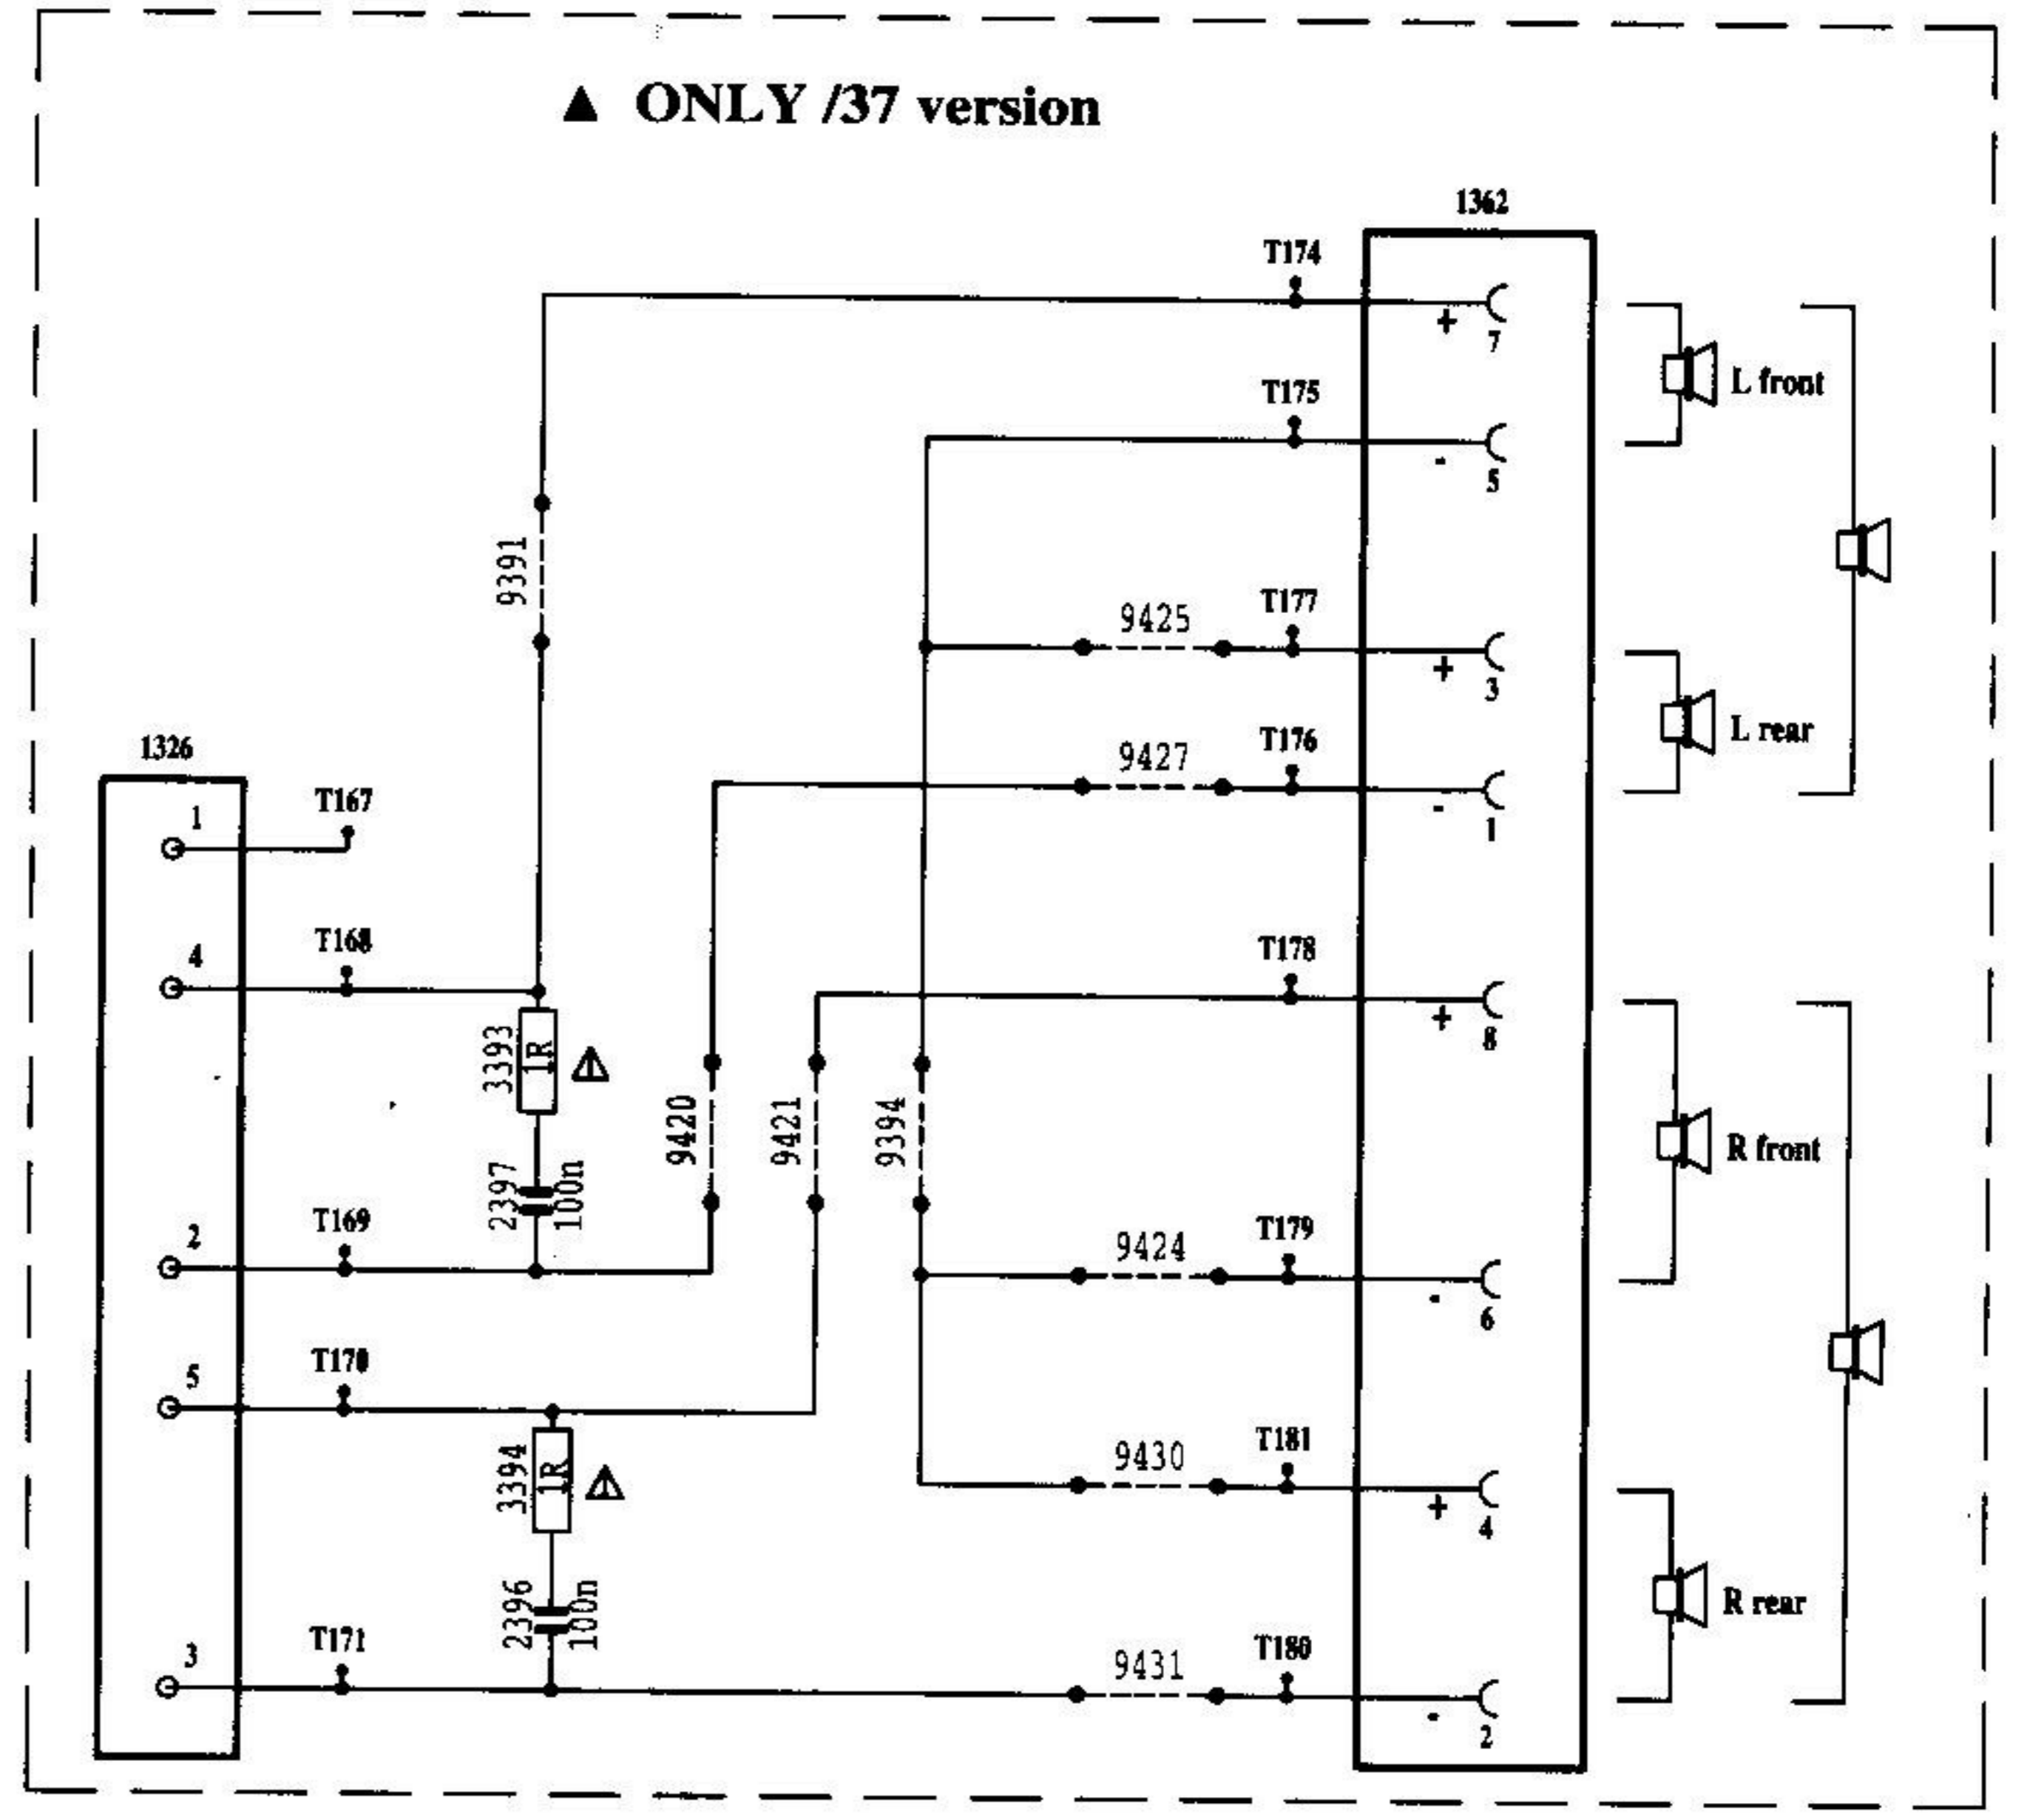 ▲ ONLY /37 version
1362
T174
+
7
L front
T175
-
5
9391
9425
T177
+
3
L rear
9427
T176
-
1
1326
1
T167
4
T168
T178
+
8
3393
1R
9420
9421
9394
R front
2397
100n
2
T169
9424
T179
-
6
5
T170
3394
1R
9430
T181
+
4
R rear
2396
100n
3
T171
9431
T180
-
2